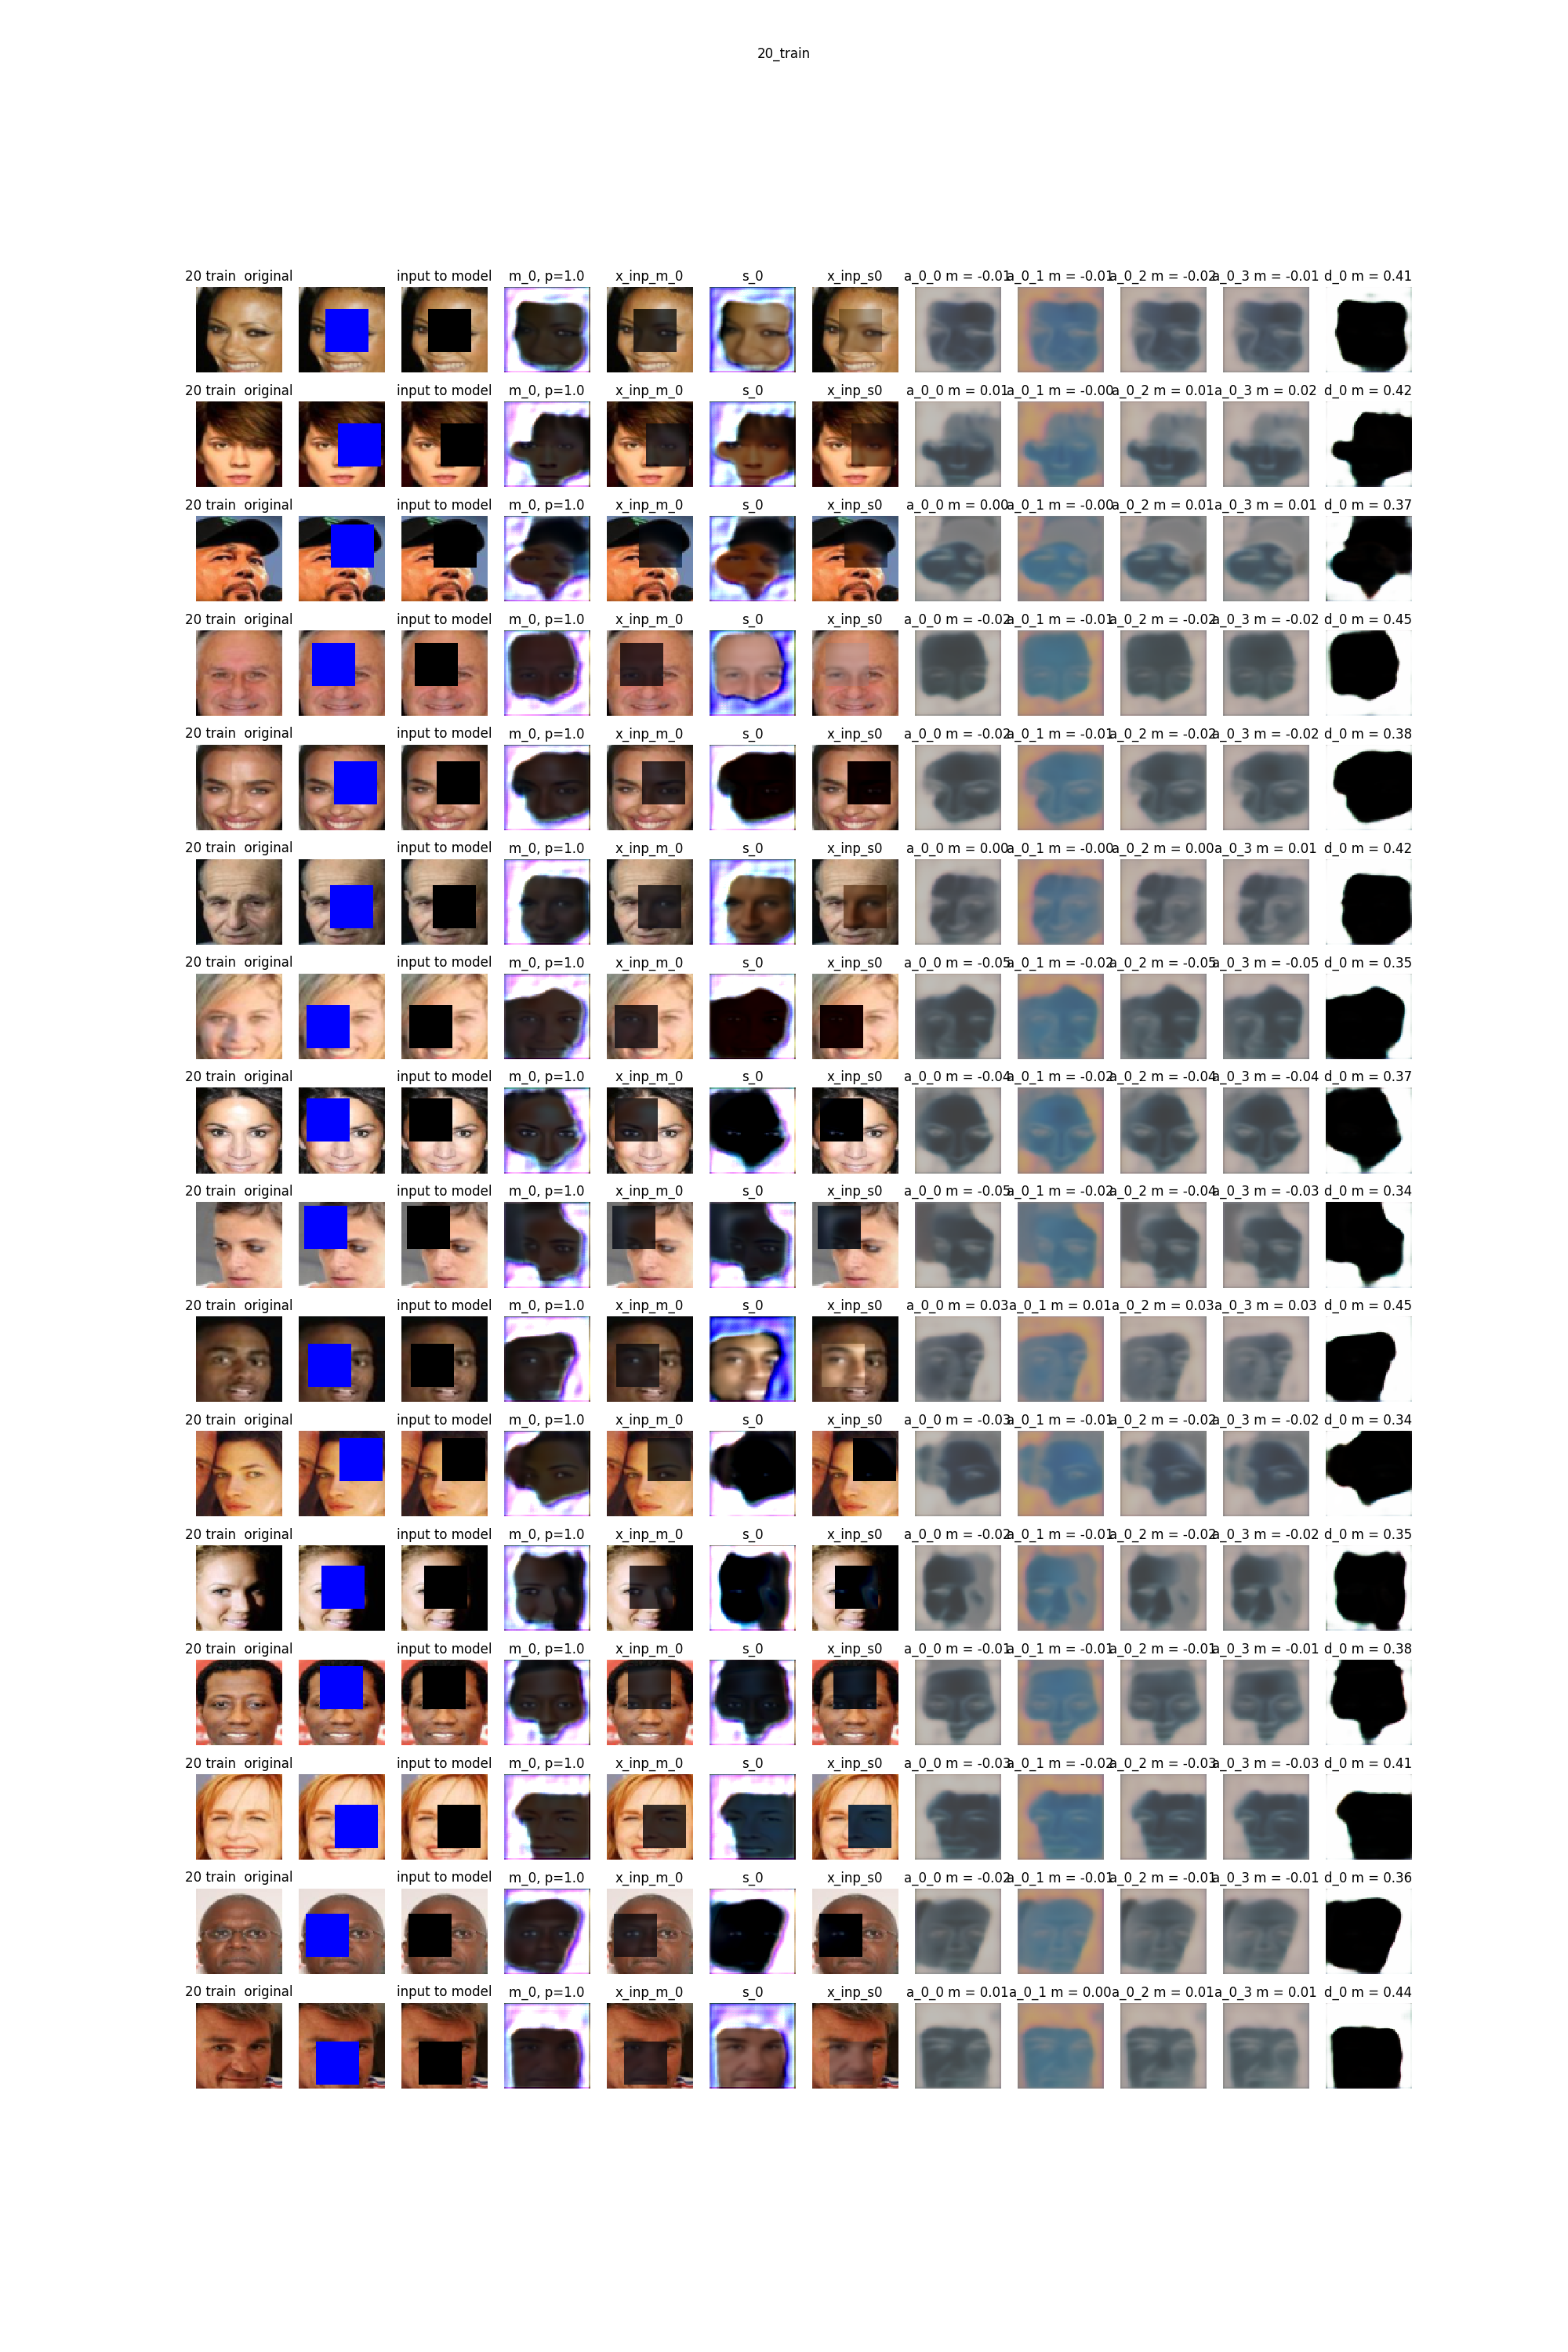 20_train
20 train  original input to model m_0, p=1.0 x_inp_m_0 s_0 x_inp_s0 a_0_0 m = -0.01 a_0_1 m = -0.01 a_0_2 m = -0.02 a_0_3 m = -0.01 d_0 m = 0.41
20 train  original input to model m_0, p=1.0 x_inp_m_0 s_0 x_inp_s0 a_0_0 m = 0.01 a_0_1 m = -0.00 a_0_2 m = 0.01 a_0_3 m = 0.02 d_0 m = 0.42
20 train  original input to model m_0, p=1.0 x_inp_m_0 s_0 x_inp_s0 a_0_0 m = 0.00 a_0_1 m = -0.00 a_0_2 m = 0.01 a_0_3 m = 0.01 d_0 m = 0.37
20 train  original input to model m_0, p=1.0 x_inp_m_0 s_0 x_inp_s0 a_0_0 m = -0.02 a_0_1 m = -0.01 a_0_2 m = -0.02 a_0_3 m = -0.02 d_0 m = 0.45
20 train  original input to model m_0, p=1.0 x_inp_m_0 s_0 x_inp_s0 a_0_0 m = -0.02 a_0_1 m = -0.01 a_0_2 m = -0.02 a_0_3 m = -0.02 d_0 m = 0.38
20 train  original input to model m_0, p=1.0 x_inp_m_0 s_0 x_inp_s0 a_0_0 m = 0.00 a_0_1 m = -0.00 a_0_2 m = 0.00 a_0_3 m = 0.01 d_0 m = 0.42
20 train  original input to model m_0, p=1.0 x_inp_m_0 s_0 x_inp_s0 a_0_0 m = -0.05 a_0_1 m = -0.02 a_0_2 m = -0.05 a_0_3 m = -0.05 d_0 m = 0.35
20 train  original input to model m_0, p=1.0 x_inp_m_0 s_0 x_inp_s0 a_0_0 m = -0.04 a_0_1 m = -0.02 a_0_2 m = -0.04 a_0_3 m = -0.04 d_0 m = 0.37
20 train  original input to model m_0, p=1.0 x_inp_m_0 s_0 x_inp_s0 a_0_0 m = -0.05 a_0_1 m = -0.02 a_0_2 m = -0.04 a_0_3 m = -0.03 d_0 m = 0.34
20 train  original input to model m_0, p=1.0 x_inp_m_0 s_0 x_inp_s0 a_0_0 m = 0.03 a_0_1 m = 0.01 a_0_2 m = 0.03 a_0_3 m = 0.03 d_0 m = 0.45
20 train  original input to model m_0, p=1.0 x_inp_m_0 s_0 x_inp_s0 a_0_0 m = -0.03 a_0_1 m = -0.01 a_0_2 m = -0.02 a_0_3 m = -0.02 d_0 m = 0.34
20 train  original input to model m_0, p=1.0 x_inp_m_0 s_0 x_inp_s0 a_0_0 m = -0.02 a_0_1 m = -0.01 a_0_2 m = -0.02 a_0_3 m = -0.02 d_0 m = 0.35
20 train  original input to model m_0, p=1.0 x_inp_m_0 s_0 x_inp_s0 a_0_0 m = -0.01 a_0_1 m = -0.01 a_0_2 m = -0.01 a_0_3 m = -0.01 d_0 m = 0.38
20 train  original input to model m_0, p=1.0 x_inp_m_0 s_0 x_inp_s0 a_0_0 m = -0.03 a_0_1 m = -0.02 a_0_2 m = -0.03 a_0_3 m = -0.03 d_0 m = 0.41
20 train  original input to model m_0, p=1.0 x_inp_m_0 s_0 x_inp_s0 a_0_0 m = -0.02 a_0_1 m = -0.01 a_0_2 m = -0.01 a_0_3 m = -0.01 d_0 m = 0.36
20 train  original input to model m_0, p=1.0 x_inp_m_0 s_0 x_inp_s0 a_0_0 m = 0.01 a_0_1 m = 0.00 a_0_2 m = 0.01 a_0_3 m = 0.01 d_0 m = 0.44